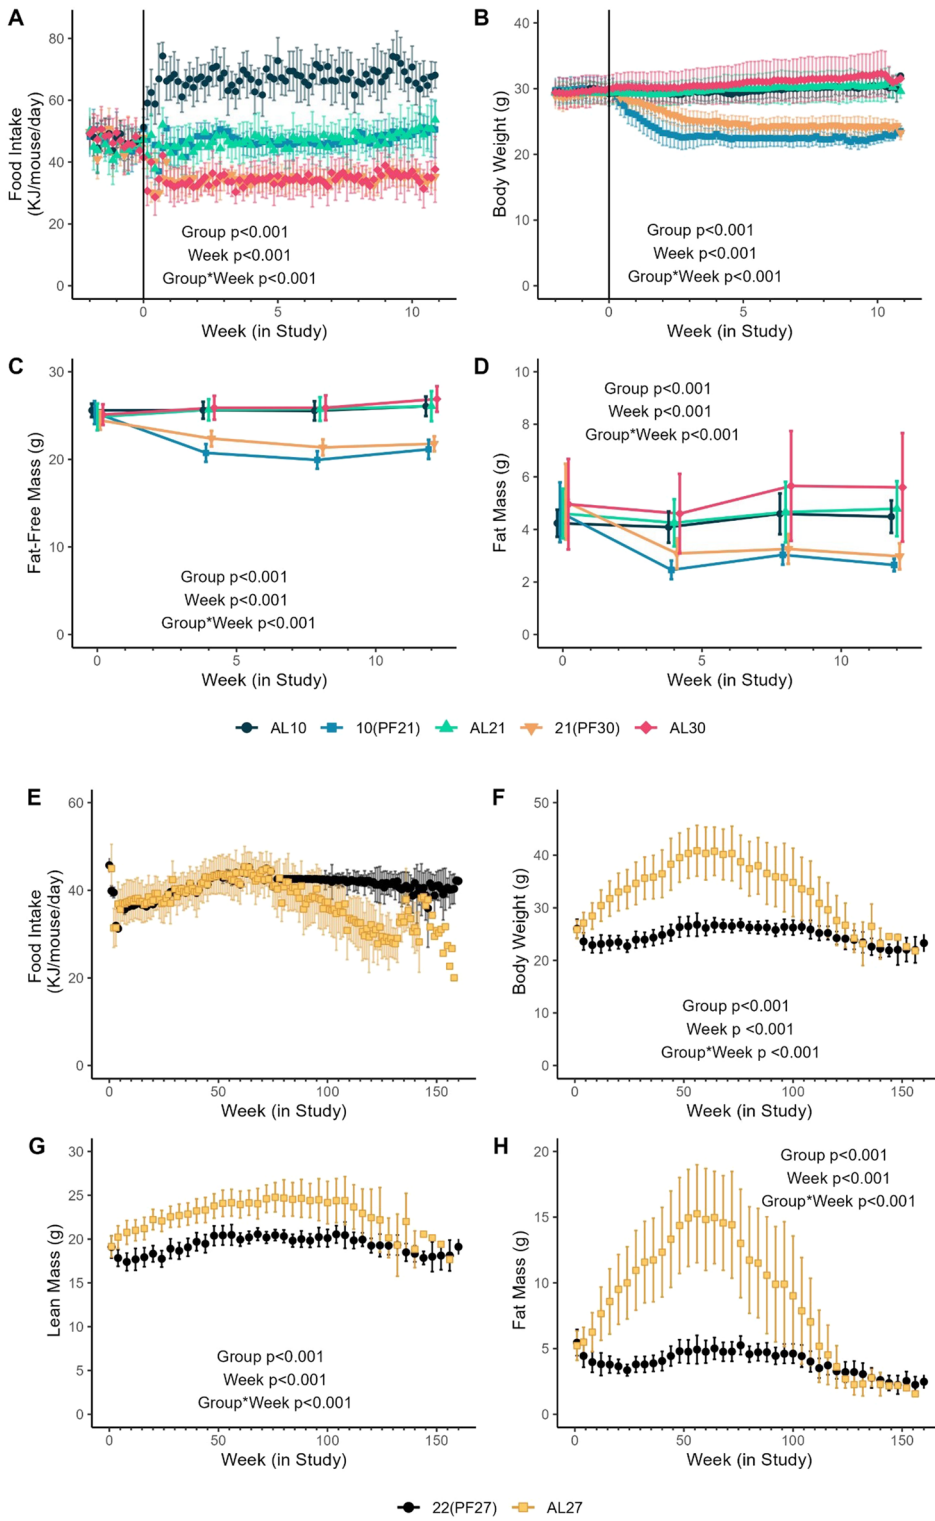 A
Food Intake
(KJ/mouse/day)
80
60
40
20
0
Group p<0.001
Week p<0.001
Group*Week p<0.001
0
5
10
Week (in Study)
B
Body Weight (g)
40
30
20
10
0
Group p<0.001
Week p<0.001
Group*Week p<0.001
0
5
10
Week (in Study)
C
Fat-Free Mass (g)
30
20
10
0
Group p<0.001
Week p<0.001
Group*Week p<0.001
0
5
10
Week (in Study)
D
Fat Mass (g)
10
8
6
4
2
0
Group p<0.001
Week p<0.001
Group*Week p<0.001
0
5
10
Week (in Study)
AL10 10(PF21) AL21 21(PF30) AL30
E
Food Intake
(KJ/mouse/day)
60
40
20
0
0
50
100
150
Week (in Study)
F
Body Weight (g)
50
40
30
20
10
0
Group p<0.001
Week p <0.001
Group*Week p <0.001
0
50
100
150
Week (in Study)
G
Lean Mass (g)
30
25
20
15
10
5
0
Group p<0.001
Week p<0.001
Group*Week p<0.001
0
50
100
150
Week (in Study)
H
Fat Mass (g)
20
15
10
5
0
Group p<0.001
Week p<0.001
Group*Week p<0.001
0
50
100
150
Week (in Study)
22(PF27) AL27